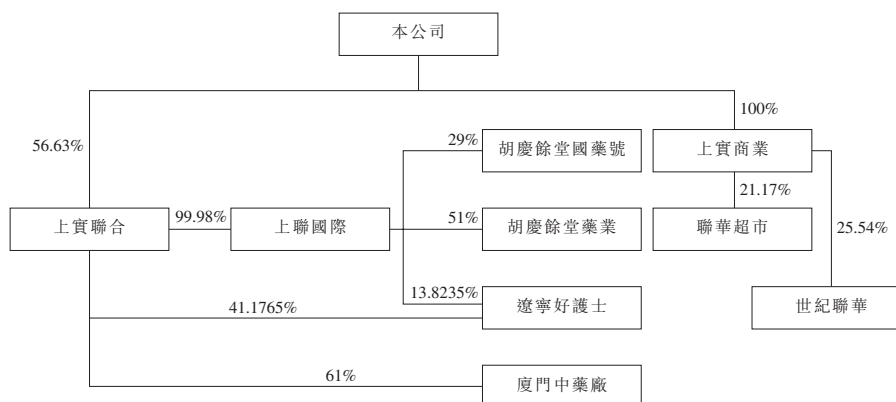 本公司
100%
56.63%
29%
胡慶餘堂國藥號
上實商業
21.17%
上實聯合
99.98%
上聯國際
51%
胡慶餘堂藥業
聯華超市
25.54%
13.8235%
41.1765%
遼寧好護士
世紀聯華
61%
廈門中藥廠